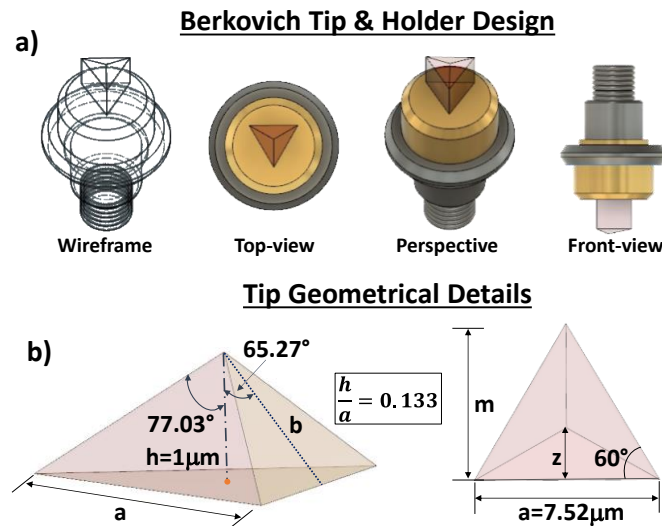 Berkovich Tip & Holder Design
a)
Wireframe
Top-view
Perspective
Front-view
Tip Geometrical Details
b)
65.27°
77.03°
h=1μm
b
a
h/a = 0.133
m
z
60°
a=7.52μm